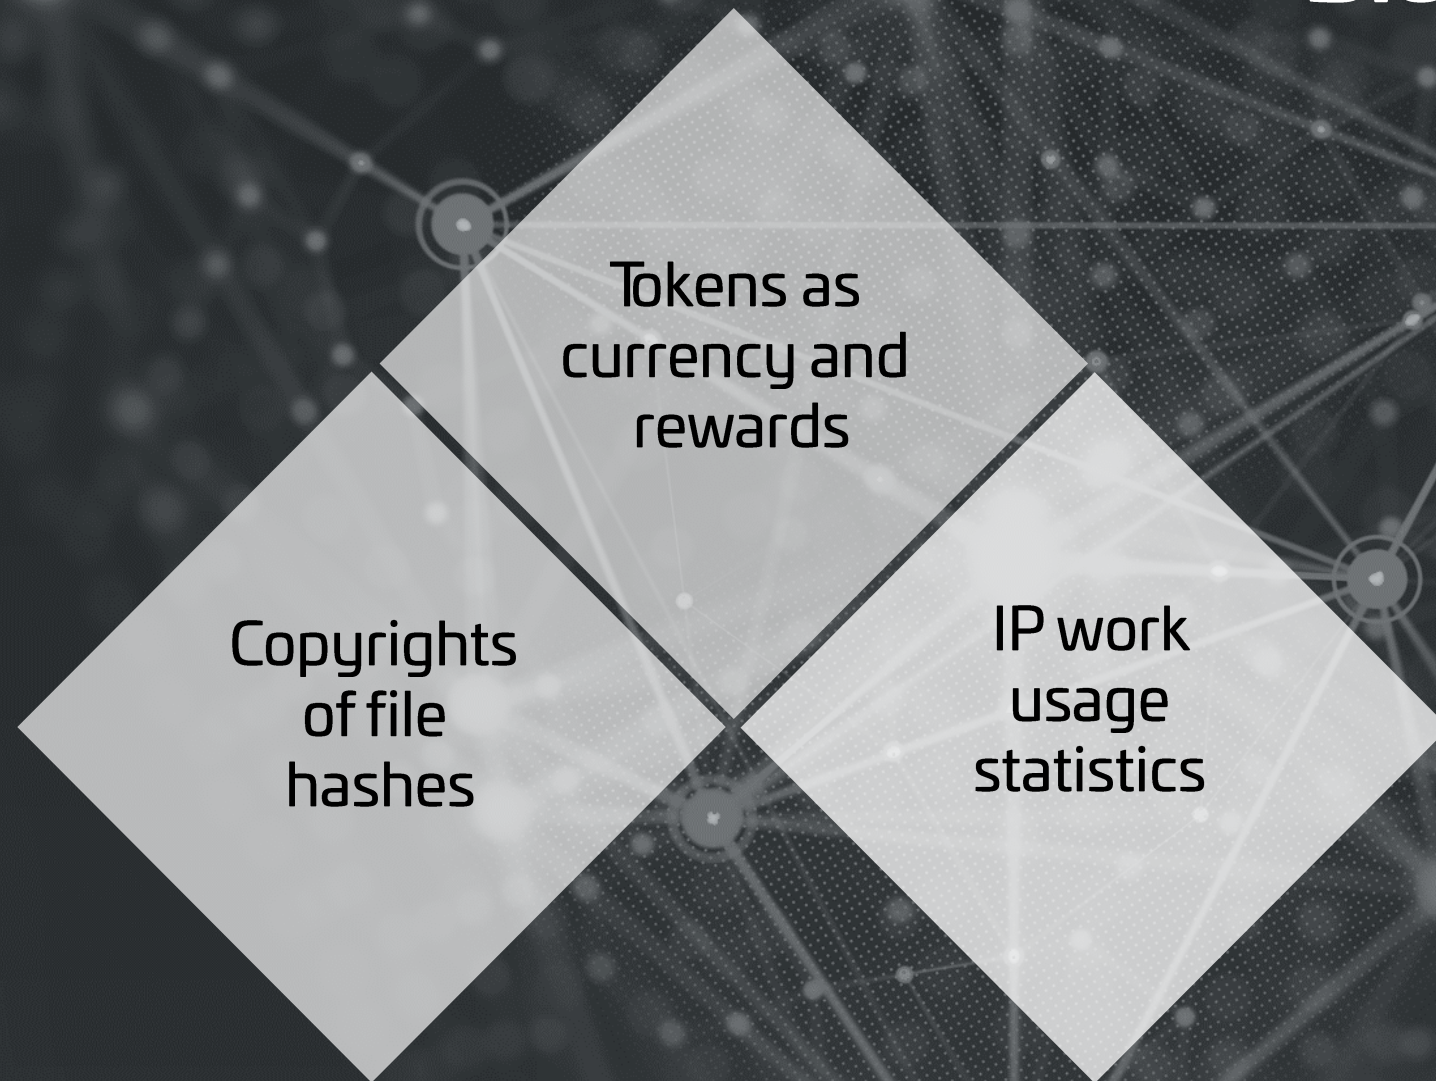 Tokens as
currency and
rewards
Copyrights
of file
hashes
IP work
usage
statistics